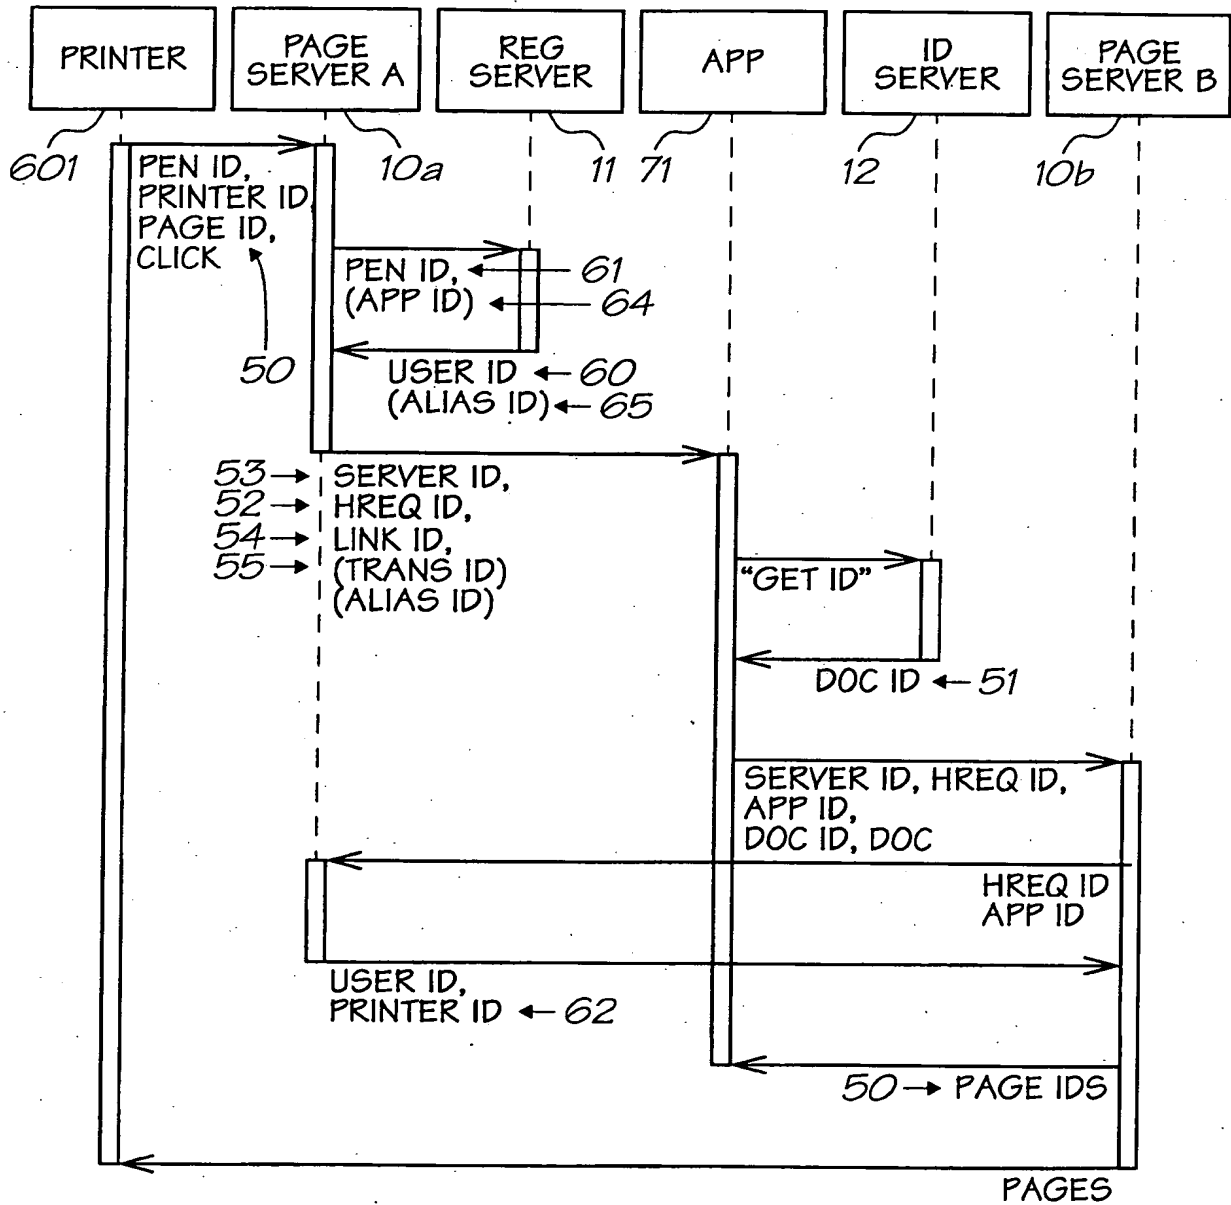 PRINTER
PAGE
SERVER A
REG
SERVER
APP
ID
SERVER
PAGE
SERVER B
601
10a
11
71
12
10b
PEN ID,
PRINTER ID,
PAGE ID,
CLICK
50
PEN ID,
61
(APP ID)
64
USER ID
60
(ALIAS ID)
65
53
SERVER ID,
52
HREQ ID,
54
LINK ID,
55
(TRANS ID)
(ALIAS ID)
"GET ID"
DOC ID
51
SERVER ID, HREQ ID,
APP ID,
DOC ID, DOC
HREQ ID
APP ID
USER ID,
PRINTER ID
62
50
PAGE IDS
PAGES